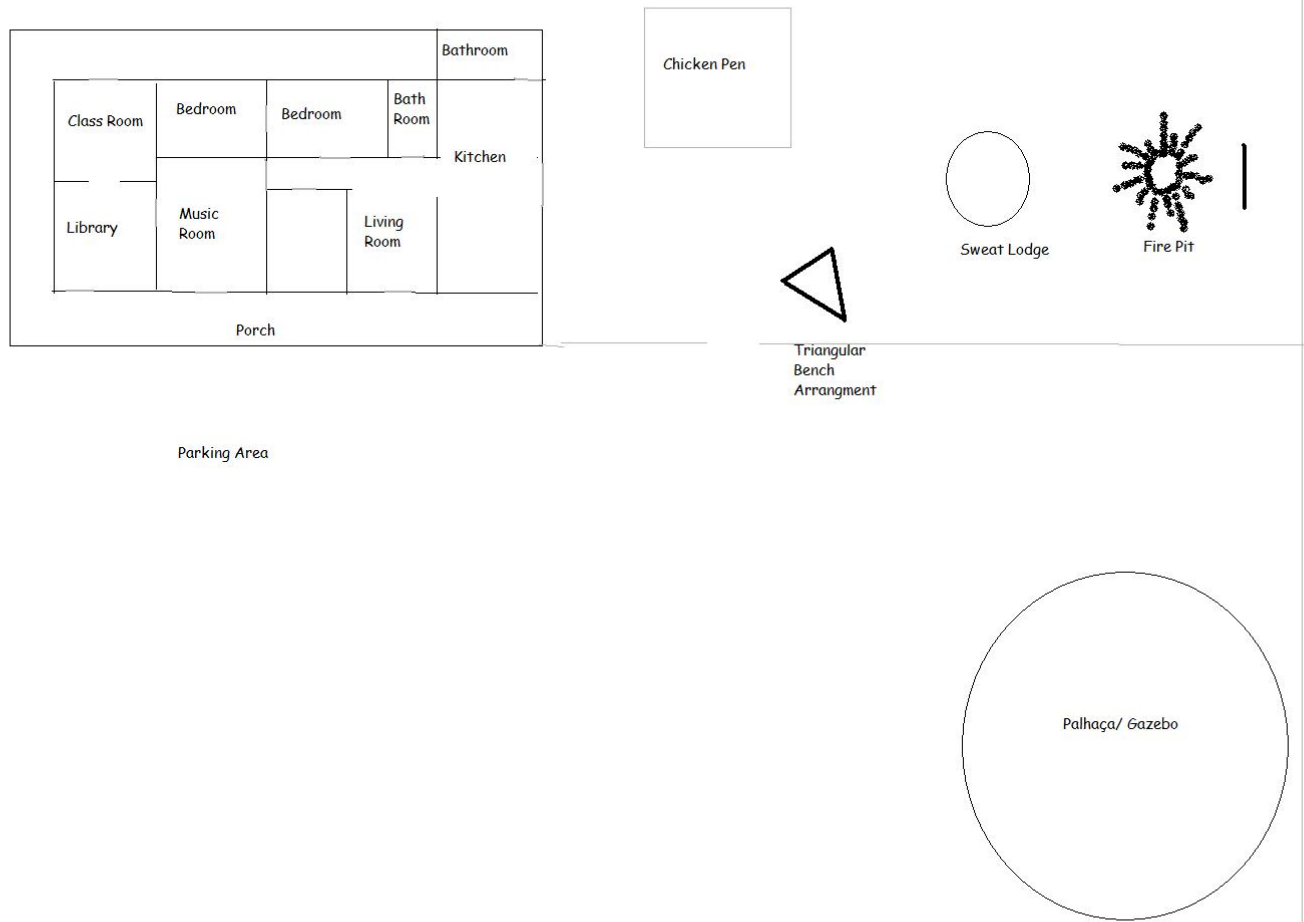 Bathroom
Chicken Pen
Class Room
Bedroom
Bedroom
Bath
Room
Kitchen
Library
Music
Room
Living
Room
Sweat Lodge
Fire Pit
Porch
Triangular
Bench
Arrangment
Parking Area
Palhaça/ Gazebo